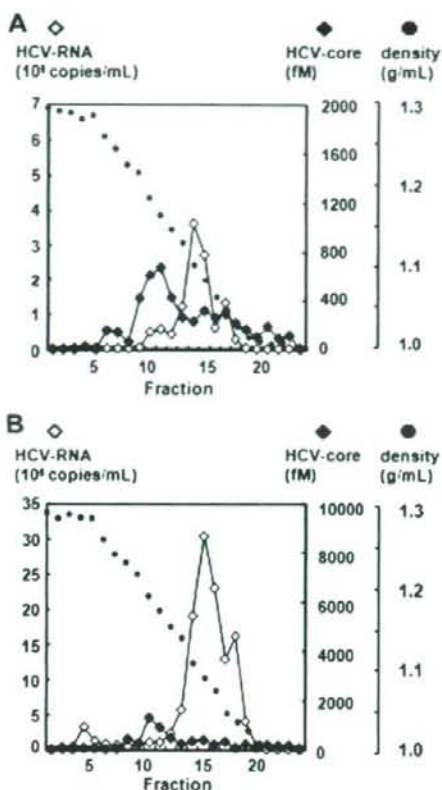 A
HCV-RNA
(10⁶ copies/mL)
HCV-core
(fM)
density
(g/mL)
7
6
5
4
3
2
1
0
2000
1600
1200
800
400
0
1.3
1.2
1.1
1.0
5 10 15 20
Fraction
B
HCV-RNA
(10⁶ copies/mL)
HCV-core
(fM)
density
(g/mL)
35
30
25
20
15
10
5
0
10000
8000
6000
4000
2000
0
1.3
1.2
1.1
1.0
5 10 15 20
Fraction